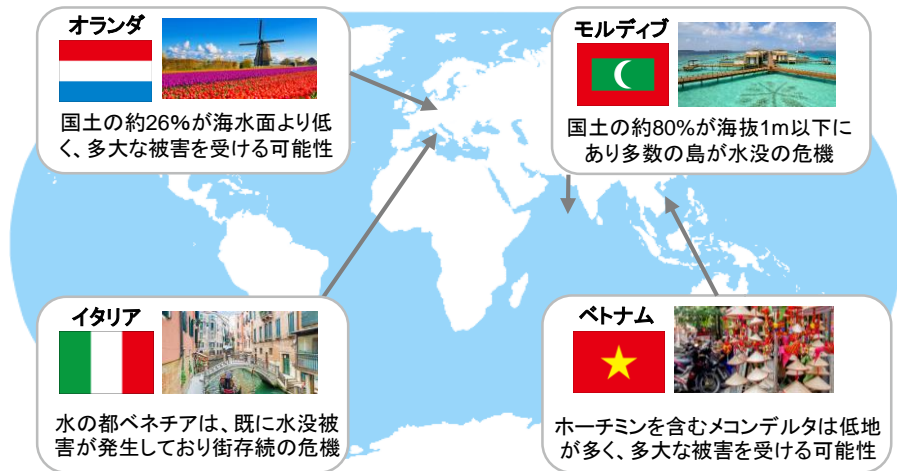 オランダ
国土の約26%が海水面より低
く、多大な被害を受ける可能性
モルディブ
国土の約80%が海抜1m以下に
あり多数の島が水没の危機
イタリア
水の都ベネチアは、既に水没被
害が発生しており街存続の危機
ベトナム
ホーチミンを含むメコンデルタは低地
が多く、多大な被害を受ける可能性